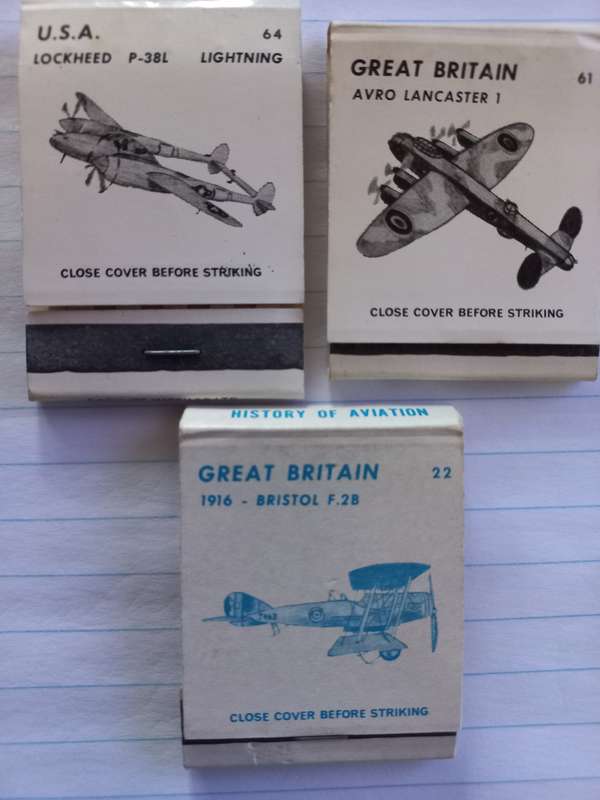 U.S.A. 64
LOCKHEED P-38L LIGHTNING
CLOSE COVER BEFORE STRIKING
GREAT BRITAIN 61
AVRO LANCASTER 1
CLOSE COVER BEFORE STRIKING
HISTORY OF AVIATION
GREAT BRITAIN 22
1916 - BRISTOL F.2B
CLOSE COVER BEFORE STRIKING